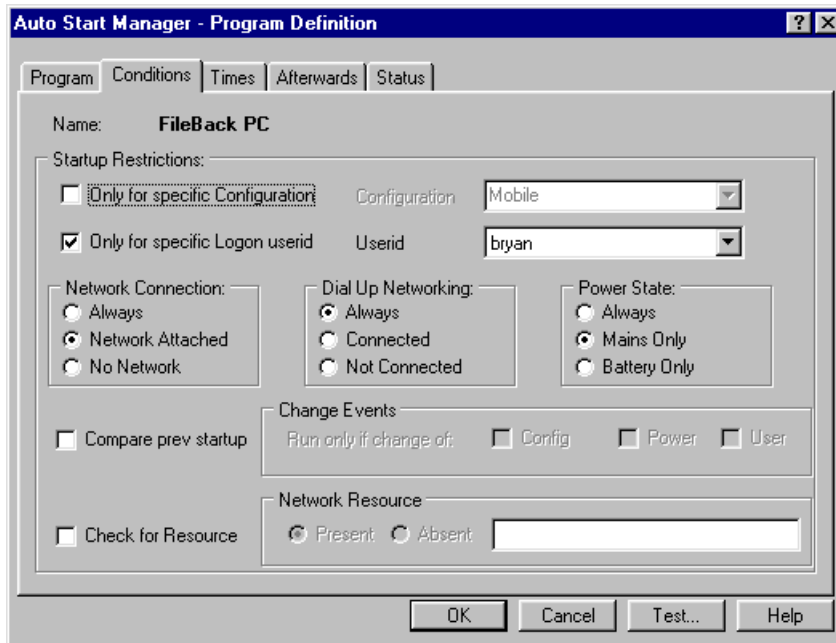 Auto Start Manager - Program Definition
Program Conditions Times Afterwards Status
Name: FileBack PC
Startup Restrictions:
Only for specific Configuration Configuration Mobile
Only for specific Logon userid Userid bryan
Network Connection: Dial Up Networking: Power State:
Always Always Always
Network Attached Connected Mains Only
No Network Not Connected Battery Only
Change Events
Compare prev startup Run only if change of: Config Power User
Network Resource
Check for Resource Present Absent
OK Cancel Test... Help